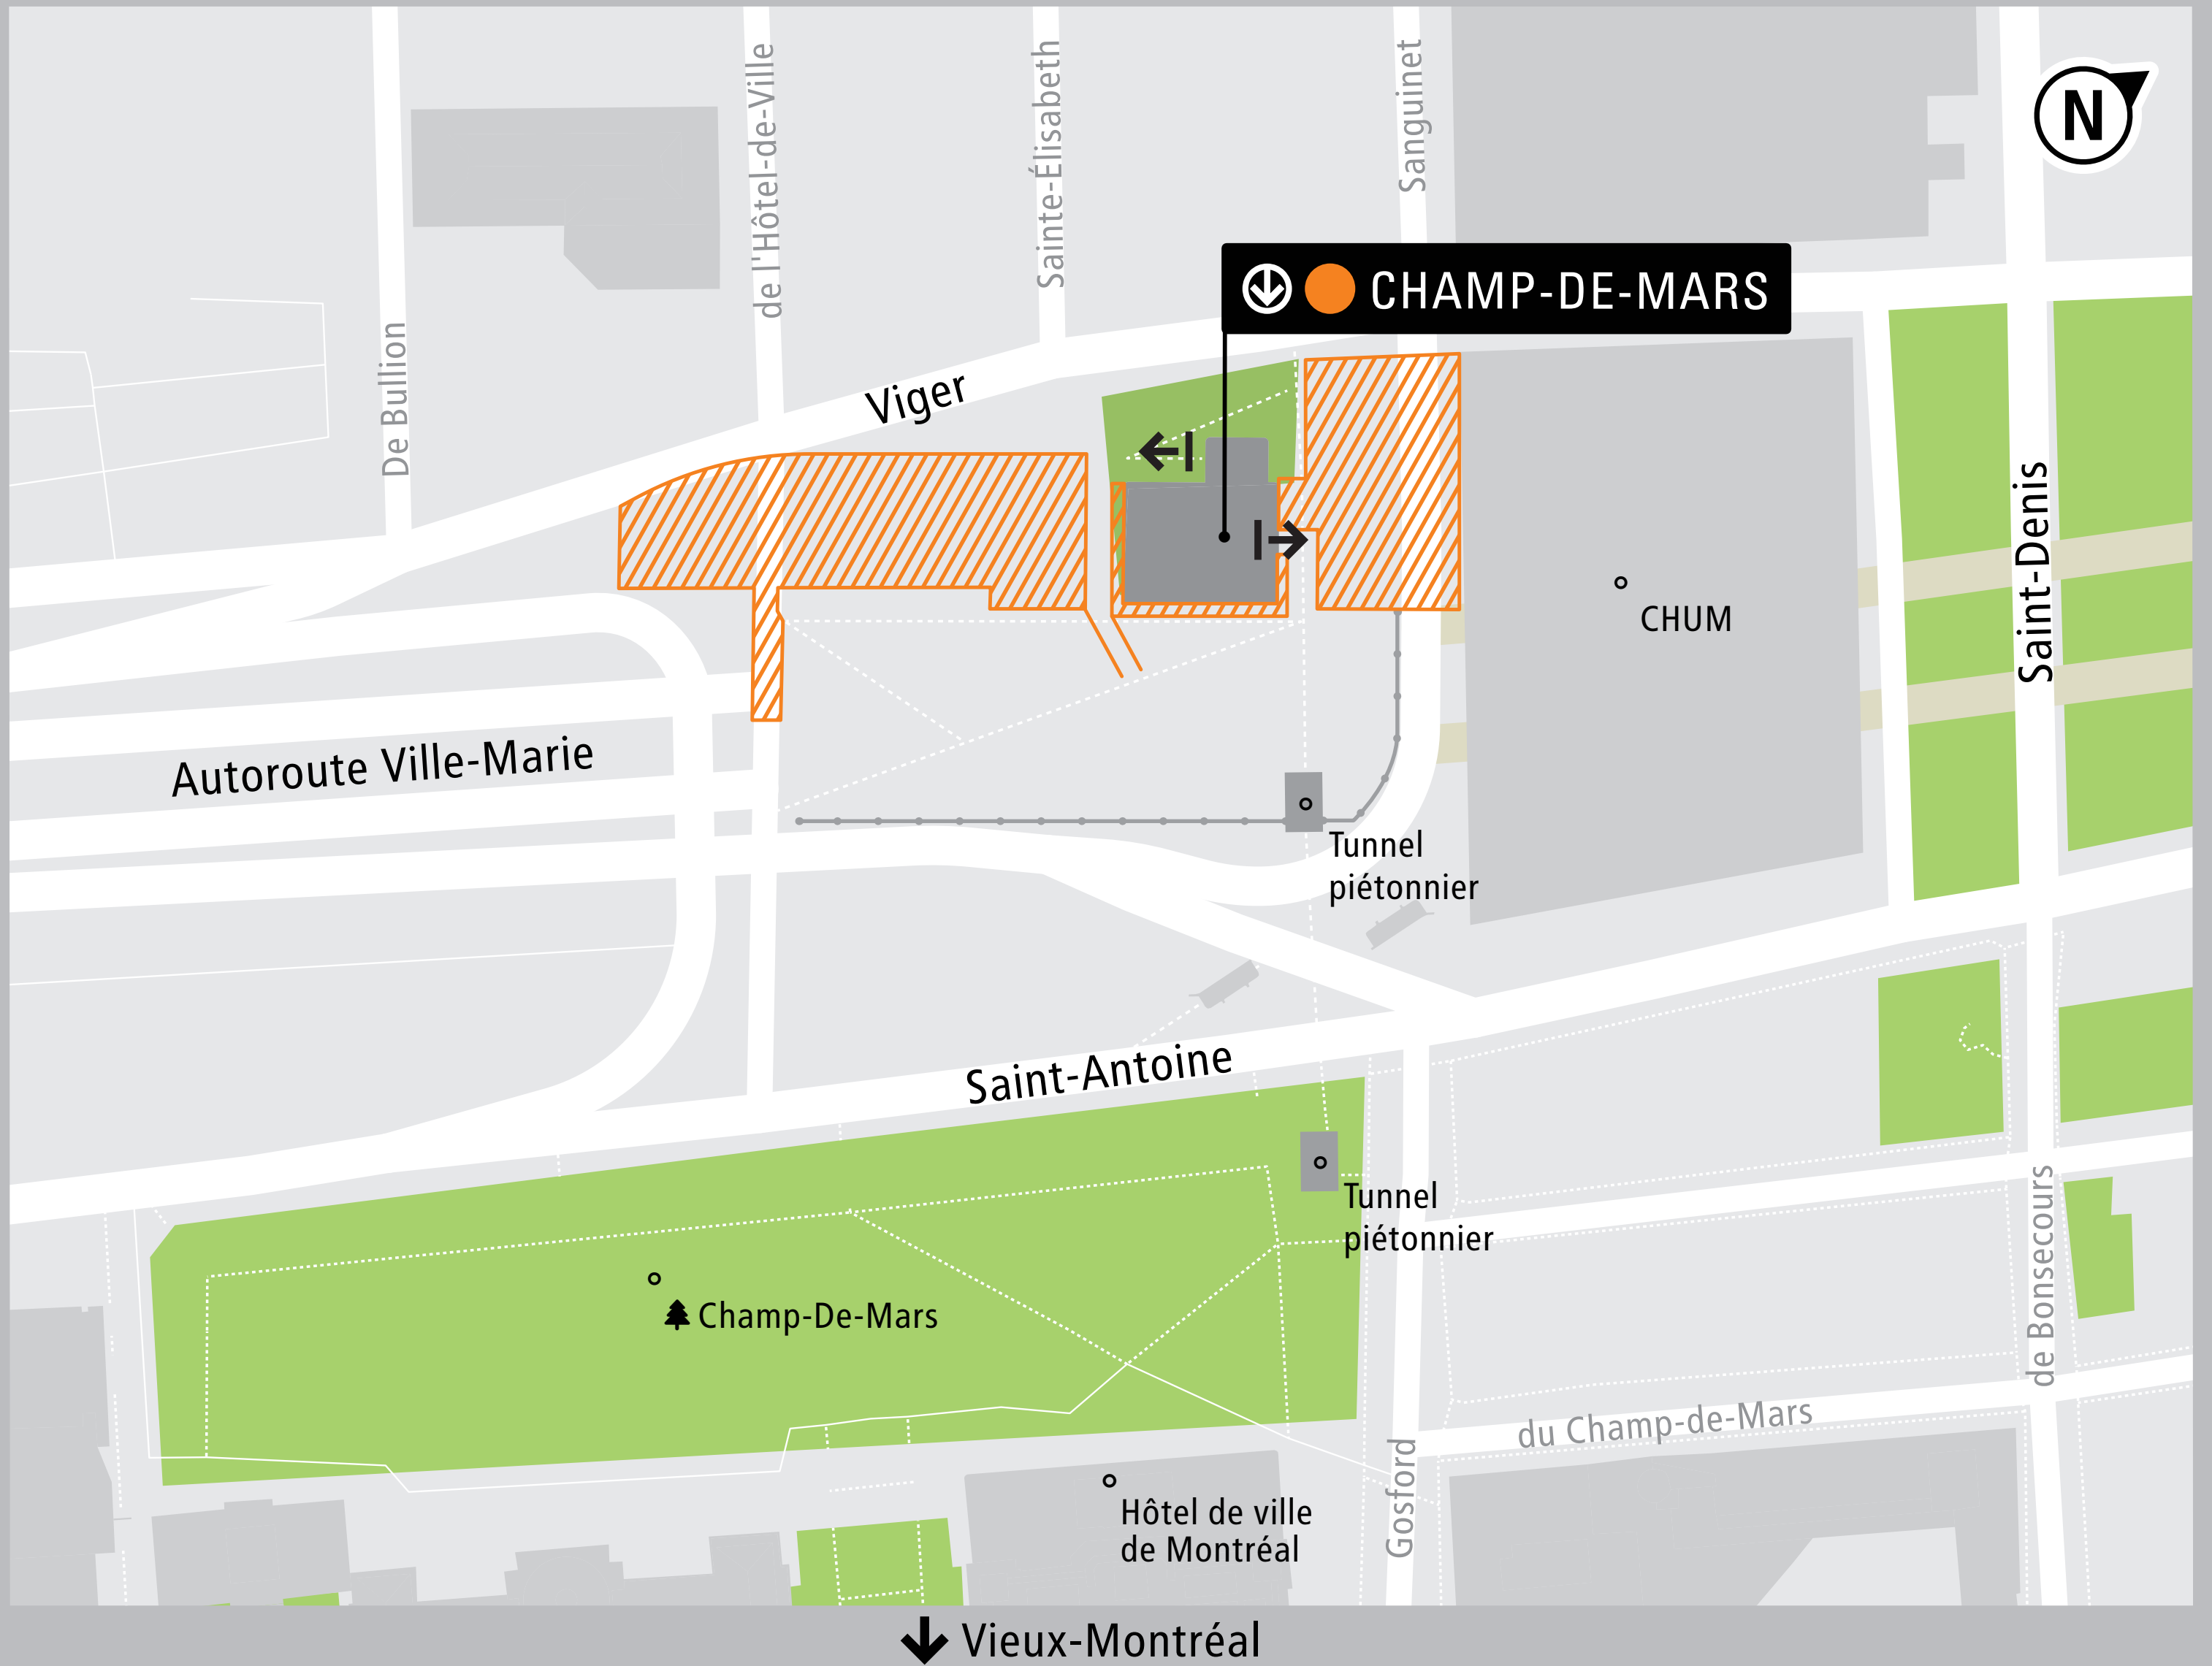 de l'Hôtel-de-Ville
Sainte-Élisabeth
Sanguinet
N
CHAMP-DE-MARS
De Bullion
Viger
Saint-Denis
CHUM
Autoroute Ville-Marie
Tunnel
piétonnier
Saint-Antoine
Tunnel
piétonnier
de Bonsecours
Champ-De-Mars
du Champ-de-Mars
Gosford
Hôtel de ville
de Montréal
Vieux-Montréal